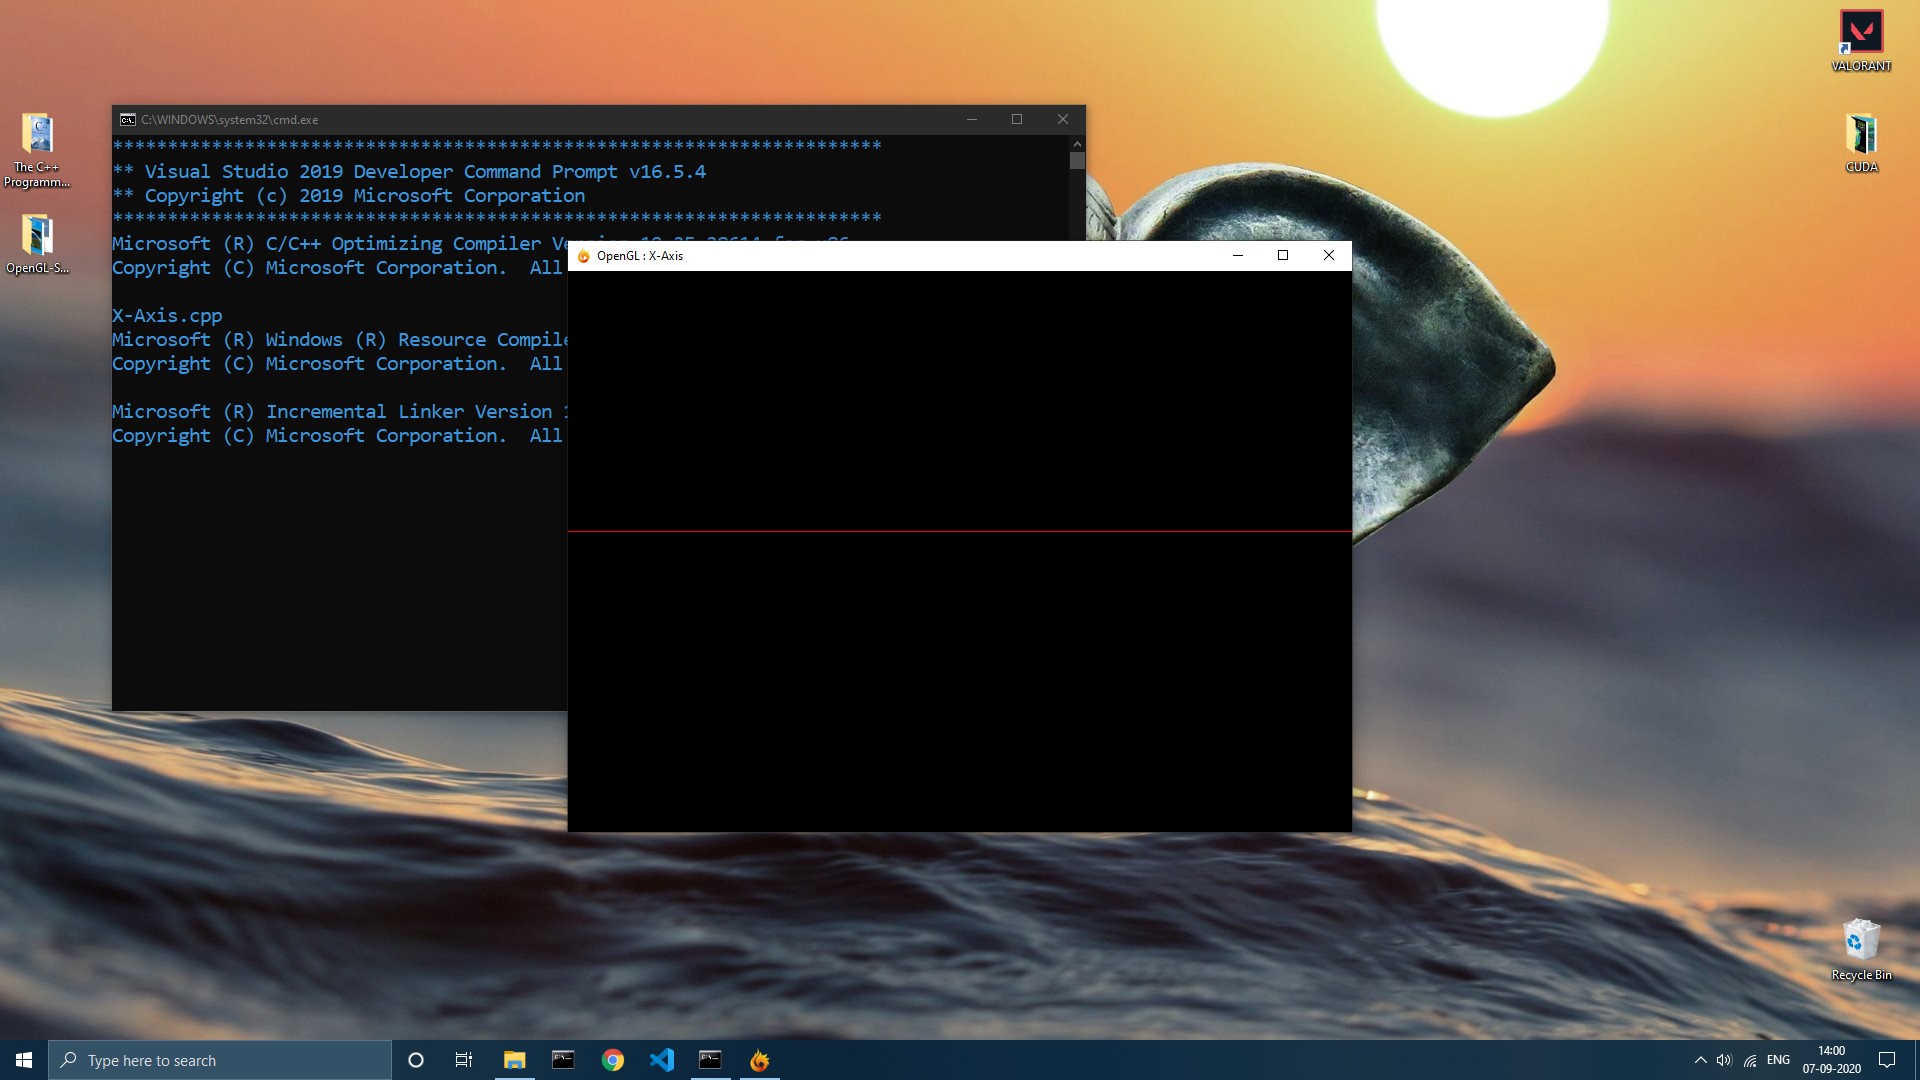 VALORANT
The C++
Programm...
CUDA
OpenGL-S...
C:\WINDOWS\system32\cmd.exe
**********************************************************************
** Visual Studio 2019 Developer Command Prompt v16.5.4
** Copyright (c) 2019 Microsoft Corporation
**********************************************************************
Microsoft (R) C/C++ Optimizing Compiler
Copyright (C) Microsoft Corporation.  All
X-Axis.cpp
Microsoft (R) Windows (R) Resource Compile
Copyright (C) Microsoft Corporation.  All
Microsoft (R) Incremental Linker Version
Copyright (C) Microsoft Corporation.  All
OpenGL : X-Axis
Recycle Bin
Type here to search
ENG
14:00
07-09-2020